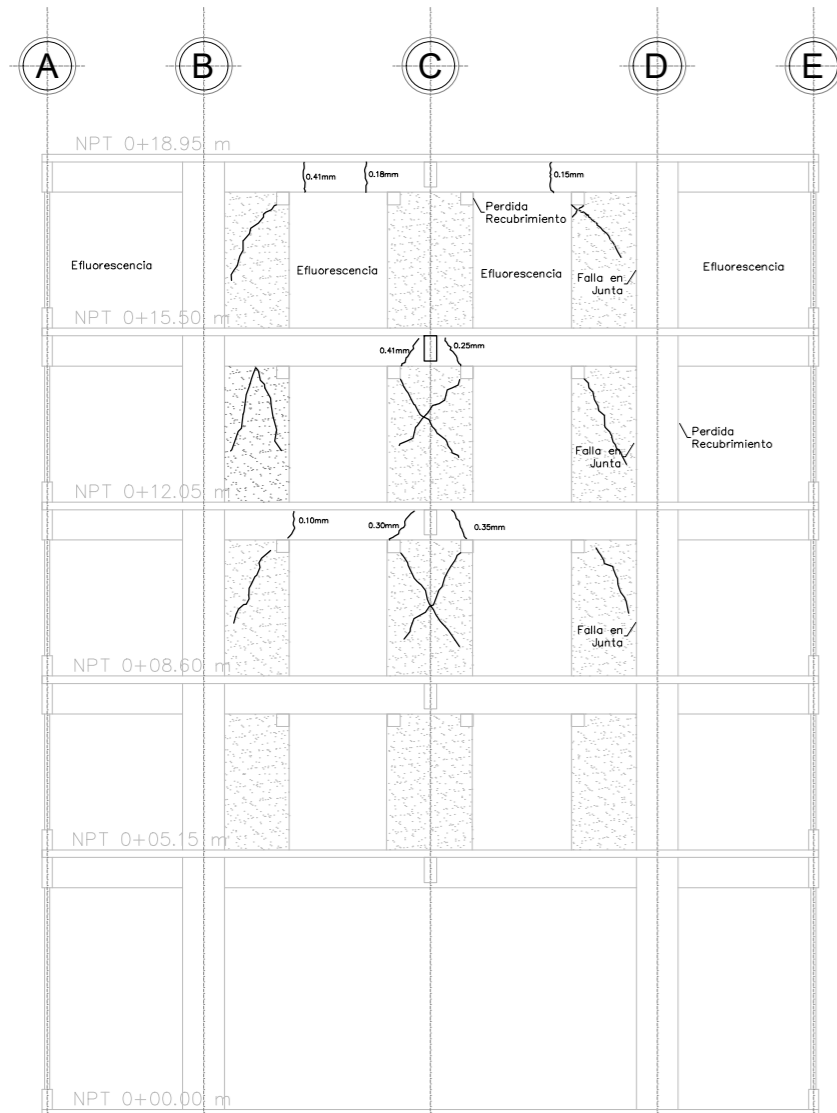 A B C D E
NPT 0+18.95 m
0.41mm
0.18mm
0.15mm
Perdida
Recubrimiento
Efluorescencia
Efluorescencia
Efluorescencia
Efluorescencia
Falla en
Junta
NPT 0+15.50 m
0.41mm
0.25mm
Perdida
Recubrimiento
Falla en
Junta
NPT 0+12.05 m
0.10mm
0.30mm
0.35mm
Falla en
Junta
NPT 0+08.60 m
NPT 0+05.15 m
NPT 0+00.00 m